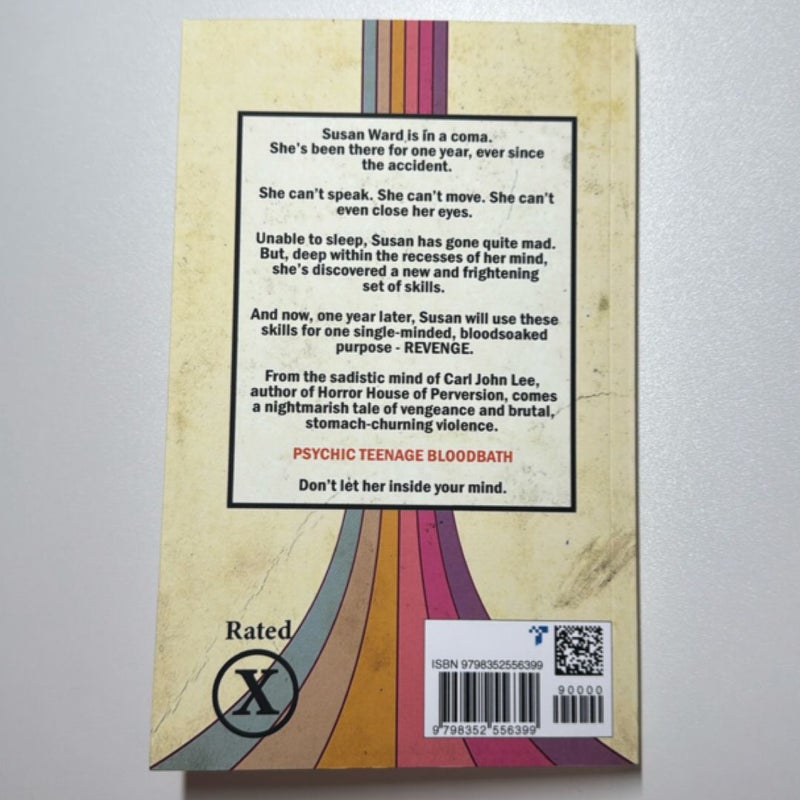 Susan Ward is in a coma.
She's been there for one year, ever since
the accident.
She can't speak. She can't move. She can't
even close her eyes.
Unable to sleep, Susan has gone quite mad.
But, deep within the recesses of her mind,
she's discovered a new and frightening
set of skills.
And now, one year later, Susan will use these
skills for one single-minded, bloodsoaked
purpose - REVENGE.
From the sadistic mind of Carl John Lee,
author of Horror House of Perversion, comes
a nightmarish tale of vengeance and brutal,
stomach-churning violence.
PSYCHIC TEENAGE BLOODBATH
Don't let her inside your mind.
Rated
X
ISBN 9798352556399
90000
9 798352 556399